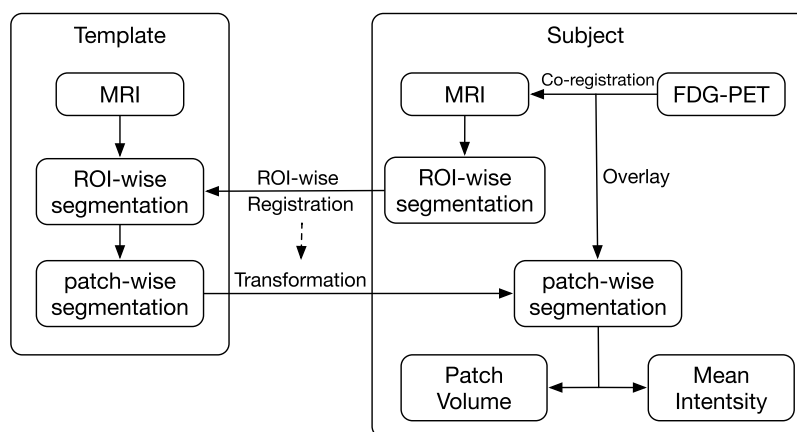 Template
MRI
ROI-wise
segmentation
patch-wise
segmentation
ROI-wise
Registration
Transformation
Subject
MRI
Co-registration
FDG-PET
ROI-wise
segmentation
Overlay
patch-wise
segmentation
Patch
Volume
Mean
Intentsity